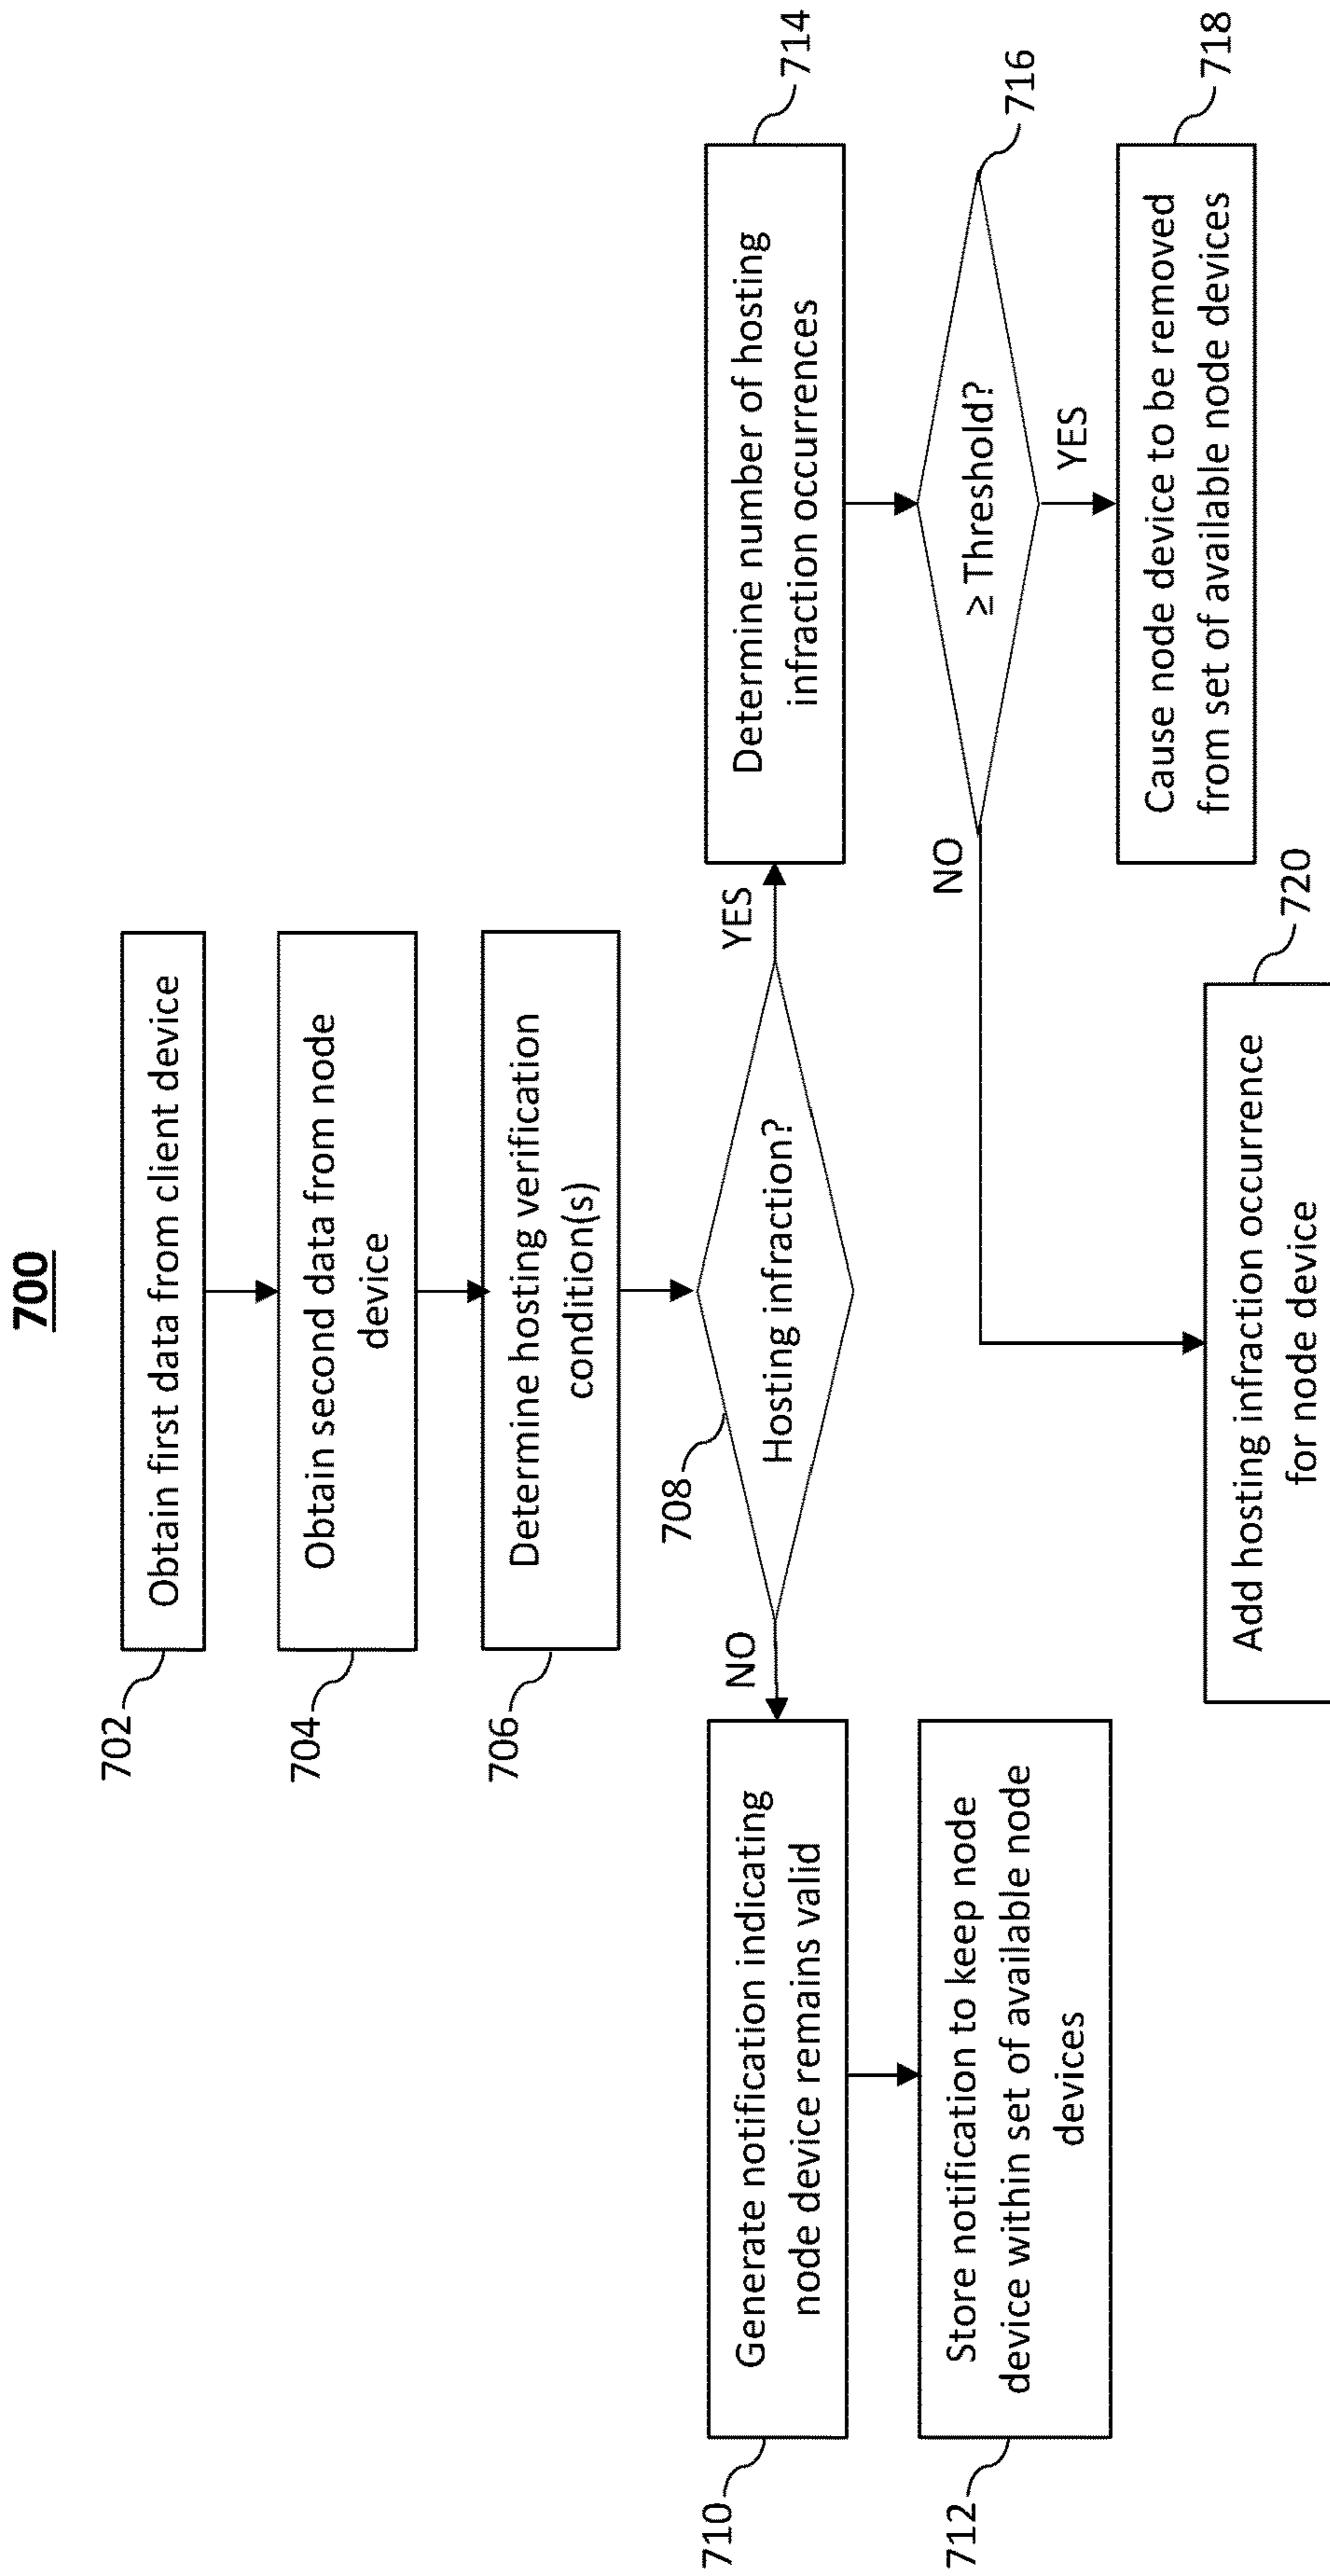 700
702
Obtain first data from client device
704
Obtain second data from node
device
706
Determine hosting verification
condition(s)
708
Hosting infraction?
NO
YES
710
Generate notification indicating
node device remains valid
712
Store notification to keep node
device within set of available node
devices
714
Determine number of hosting
infraction occurrences
716
≥ Threshold?
NO
YES
718
Cause node device to be removed
from set of available node devices
720
Add hosting infraction occurrence
for node device